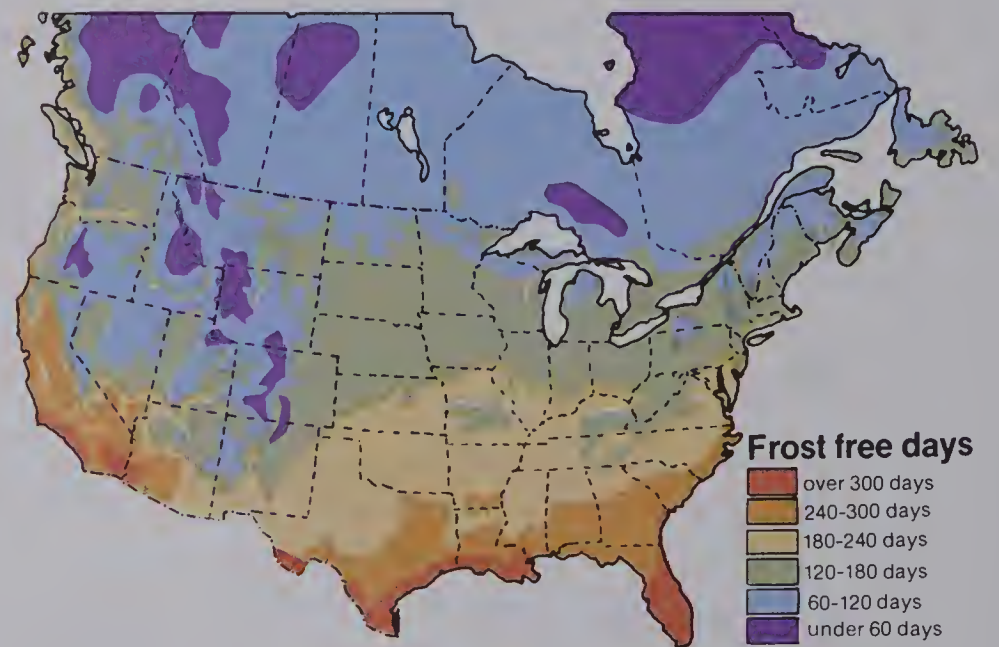 Frost free days
over 300 days
240-300 days
180-240 days
120-180 days
60-120 days
under 60 days